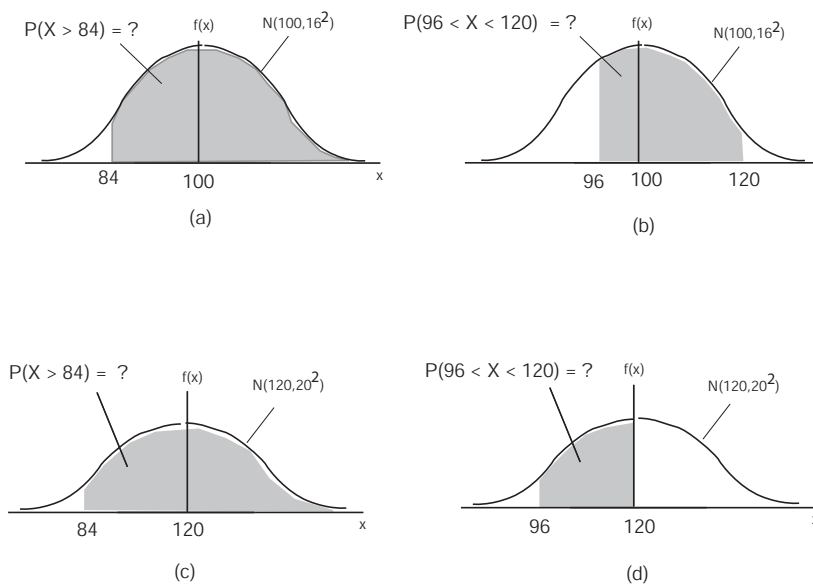 P(X > 84) = ?
f(x)
N(100,16²)
84
100
x
(a)
P(96 < X < 120) = ?
f(x)
N(100,16²)
96
100
120
(b)
P(X > 84) = ?
f(x)
N(120,20²)
84
120
x
(c)
P(96 < X < 120) = ?
f(x)
N(120,20²)
96
120
(d)